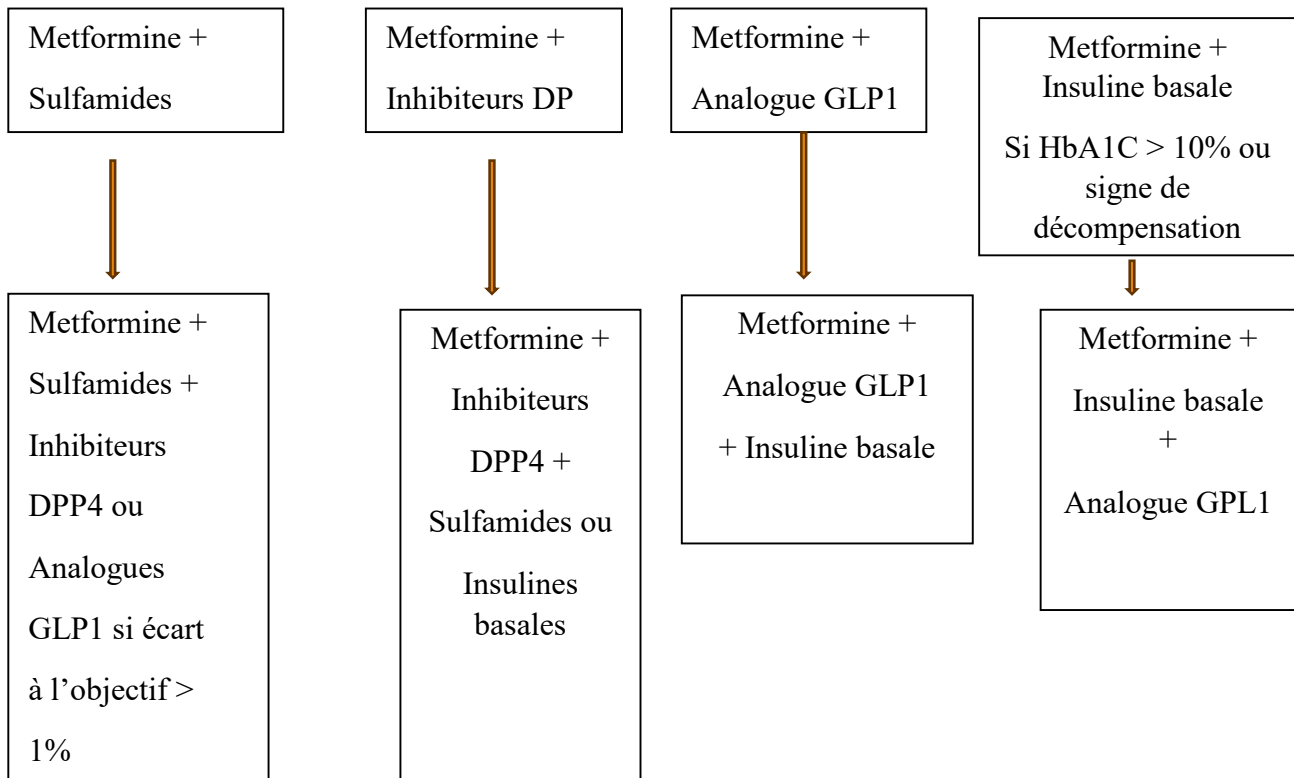 Metformine +
Sulfamides
Metformine +
Inhibiteurs DP
Metformine +
Analogue GLP1
Metformine +
Insuline basale
Si HbA1C > 10% ou
signe de
décompensation
Metformine +
Sulfamides +
Inhibiteurs
DPP4 ou
Analogues
GLP1 si écart
à l’objectif >
1%
Metformine +
Inhibiteurs
DPP4 +
Sulfamides ou
Insulines
basales
Metformine +
Analogue GLP1
+ Insuline basale
Metformine +
Insuline basale
+
Analogue GPL1